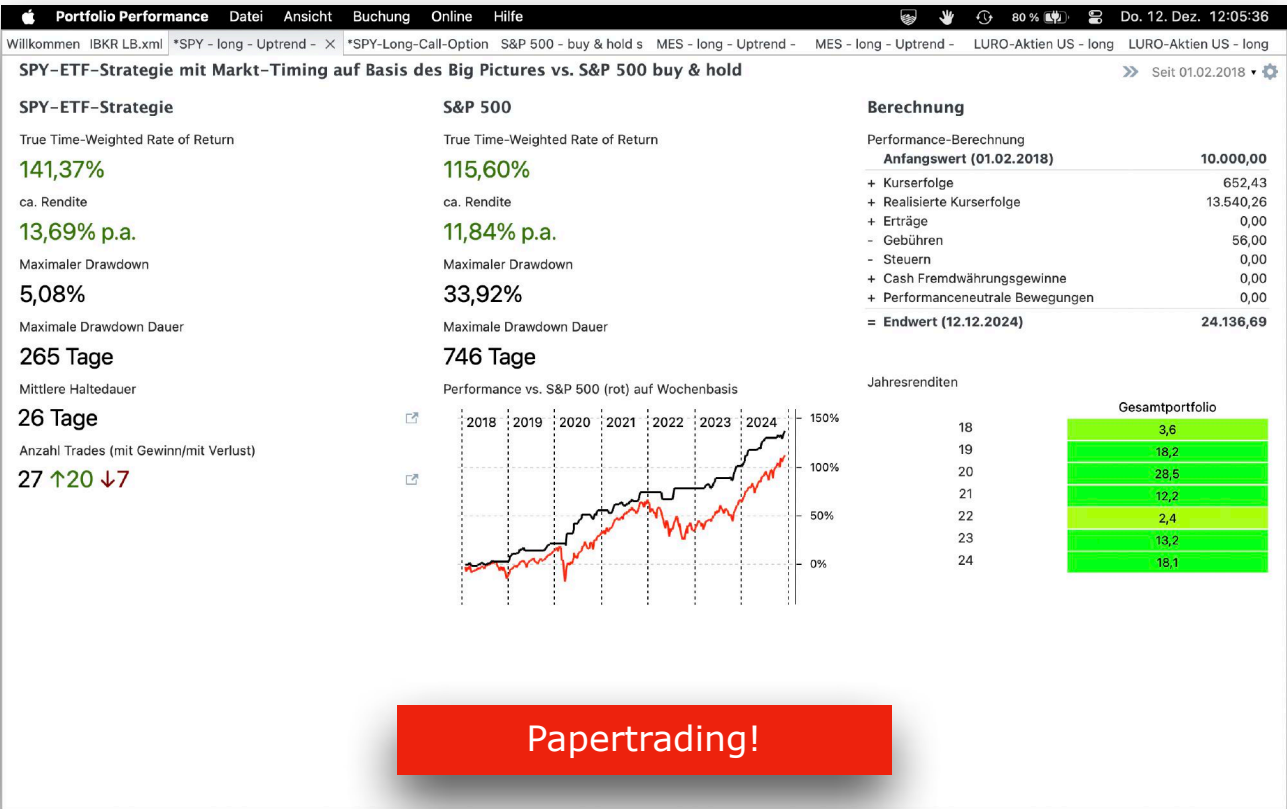 Portfolio Performance Datei Ansicht Buchung Online Hilfe 80 % Do. 12. Dez. 12:05:36
Willkommen IBKR LB.xml *SPY - long - Uptrend - *SPY-Long-Call-Option S&P 500 - buy & hold s MES - long - Uptrend - MES - long - Uptrend - LURO-Aktien US - long LURO-Aktien US - long
SPY-ETF-Strategie mit Markt-Timing auf Basis des Big Pictures vs. S&P 500 buy & hold
Seit 01.02.2018
SPY-ETF-Strategie
True Time-Weighted Rate of Return
141,37%
ca. Rendite
13,69% p.a.
Maximaler Drawdown
5,08%
Maximale Drawdown Dauer
265 Tage
Mittlere Haltedauer
26 Tage
Anzahl Trades (mit Gewinn/mit Verlust)
27 ↑20 ↓7
S&P 500
True Time-Weighted Rate of Return
115,60%
ca. Rendite
11,84% p.a.
Maximaler Drawdown
33,92%
Maximale Drawdown Dauer
746 Tage
Performance vs. S&P 500 (rot) auf Wochenbasis
2018 2019 2020 2021 2022 2023 2024
150%
100%
50%
0%
Berechnung
Performance-Berechnung
Anfangswert (01.02.2018) 10.000,00
+ Kurserfolge 652,43
+ Realisierte Kurserfolge 13.540,26
+ Erträge 0,00
- Gebühren 56,00
- Steuern 0,00
+ Cash Fremdwährungsgewinne 0,00
+ Performanceneutrale Bewegungen 0,00
= Endwert (12.12.2024) 24.136,69
Jahresrenditen
Gesamtportfolio
18 3,6
19 18,2
20 28,5
21 12,2
22 2,4
23 13,2
24 18,1
Papertrading!